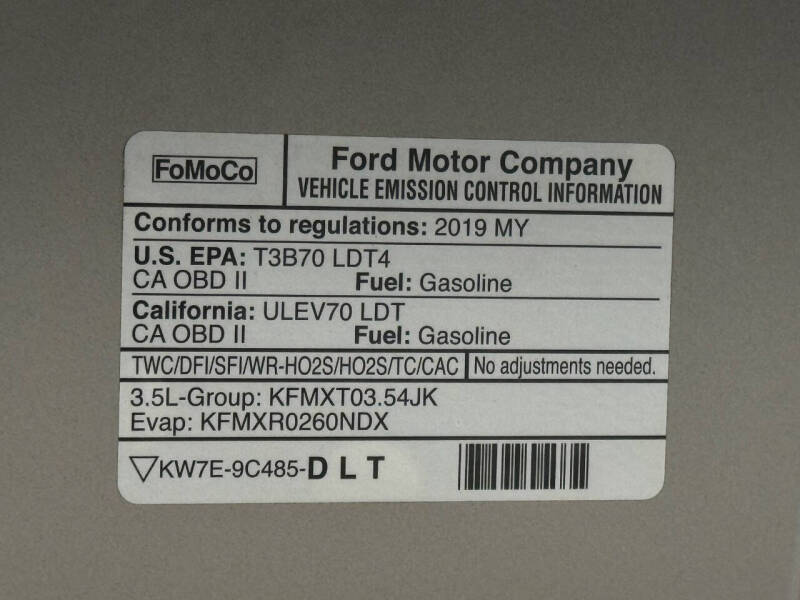 FoMoCo
Ford Motor Company
VEHICLE EMISSION CONTROL INFORMATION
Conforms to regulations: 2019 MY
U.S. EPA: T3B70 LDT4
CA OBD II Fuel: Gasoline
California: ULEV70 LDT
CA OBD II Fuel: Gasoline
TWC/DFI/SFI/WR-HO2S/HO2S/TC/CAC No adjustments needed.
3.5L-Group: KFMXT03.54JK
Evap: KFMXR0260NDX
▽KW7E-9C485-DLT